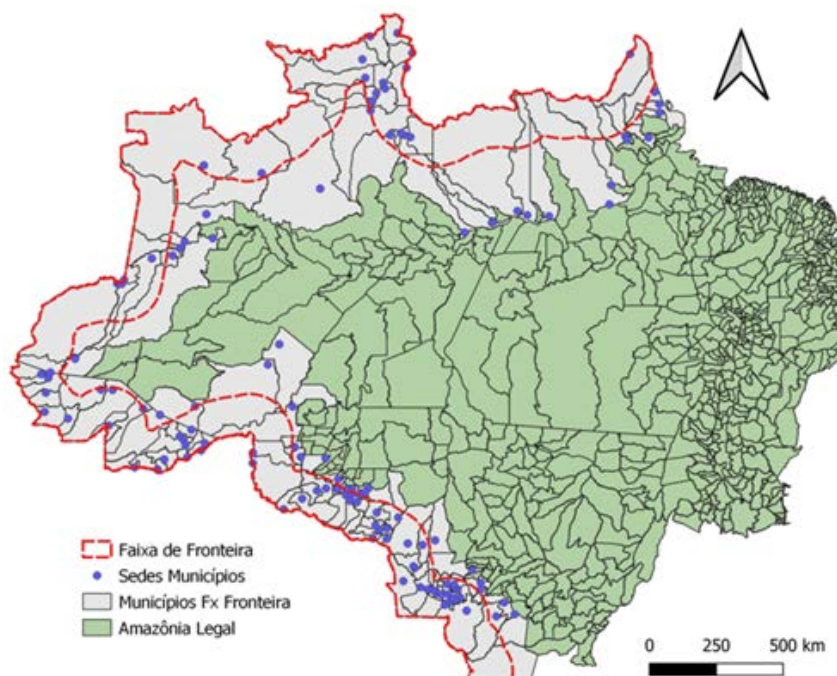 Faixa de Fronteira
Sedes Municípios
Municípios Fx Fronteira
Amazônia Legal
0 250 500 km